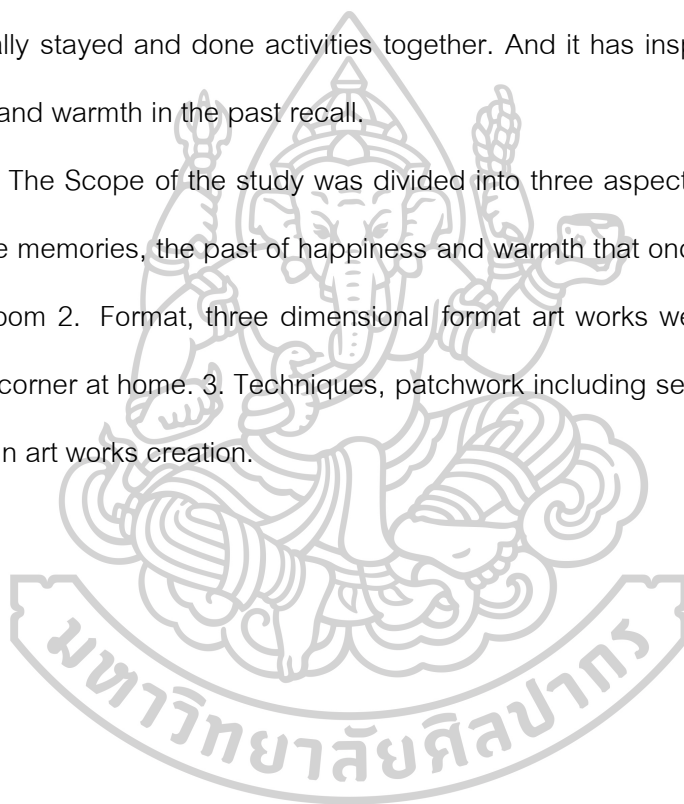 ally stayed and done activities together. And it has insp
and warmth in the past recall.
The Scope of the study was divided into three aspect
e memories, the past of happiness and warmth that onc
oom 2. Format, three dimensional format art works we
corner at home. 3. Techniques, patchwork including se
n art works creation.
มหาวิทยาลัยศิลปากร